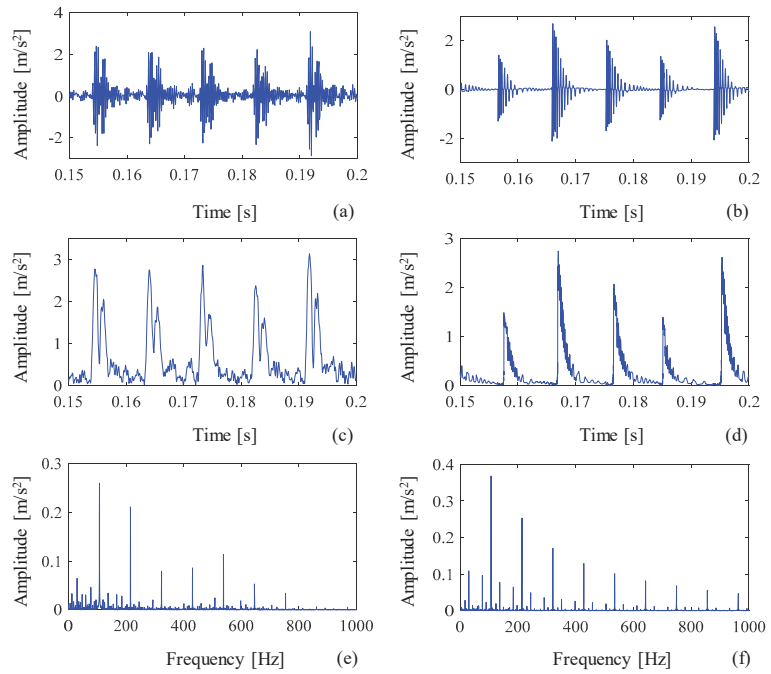 4
2
0
-2
0.15 0.16 0.17 0.18 0.19 0.2
Amplitude [m/s²]
Time [s] (a)
2
0
-2
0.15 0.16 0.17 0.18 0.19 0.2
Amplitude [m/s²]
Time [s] (b)
3
2
1
0
0.15 0.16 0.17 0.18 0.19 0.2
Amplitude [m/s²]
Time [s] (c)
3
2
1
0
0.15 0.16 0.17 0.18 0.19 0.2
Amplitude [m/s²]
Time [s] (d)
0.3
0.2
0.1
0
0 200 400 600 800 1000
Amplitude [m/s²]
Frequency [Hz] (e)
0.4
0.3
0.2
0.1
0
0 200 400 600 800 1000
Amplitude [m/s²]
Frequency [Hz] (f)